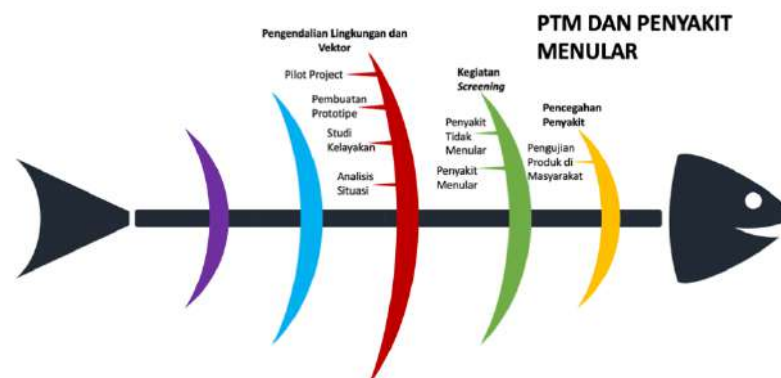 PTM DAN PENYAKIT
MENULAR
Pengendalian Lingkungan dan
Vektor
Pilot Project
Pembuatan
Prototipe
Studi
Kelayakan
Analisis
Situasi
Kegiatan
Screening
Penyakit
Tidak
Menular
Penyakit
Menular
Pencegahan
Penyakit
Pengujian
Produk di
Masyarakat